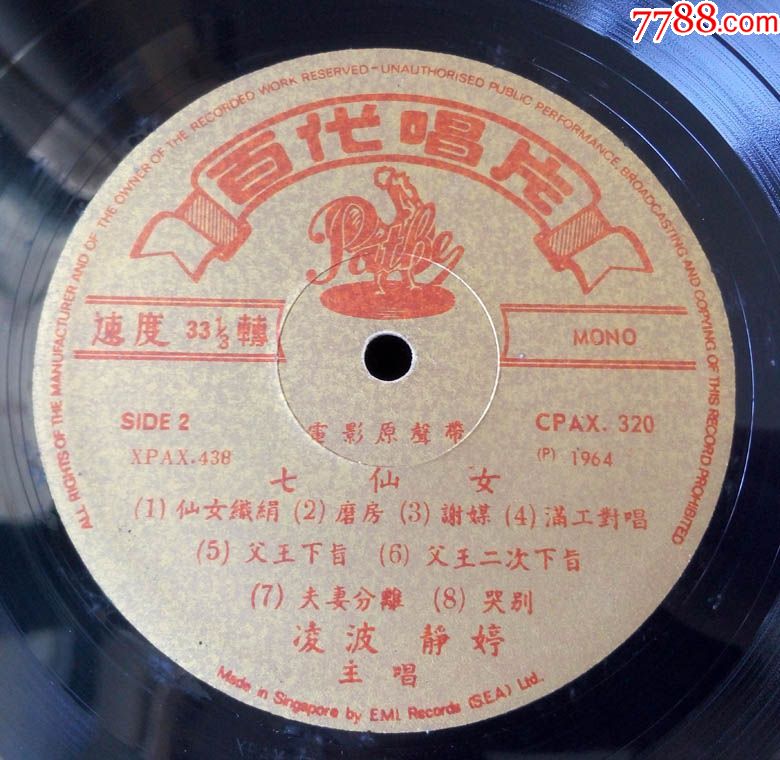 7788.com
ALL RIGHTS OF THE MANUFACTURER AND OF THE OWNER OF THE RECORDED WORK RESERVED-UNAUTHORISED PUBLIC PERFORMANCE, BROADCASTING AND COPYING OF THIS RECORD PROHIBITED
百代唱片
Pathe
速度 33⅓ 轉
MONO
SIDE 2
電影原聲帶
CPAX. 320
XPAX.438
(P) 1964
七仙女
(1) 仙女織絹 (2) 磨房 (3) 謝媒 (4) 滿工對唱
(5) 父王下旨 (6) 父王二次下旨
(7) 夫妻分離 (8) 哭別
凌波 靜婷
主唱
Made in Singapore by E.M.I. Records (S.E.A) Ltd.